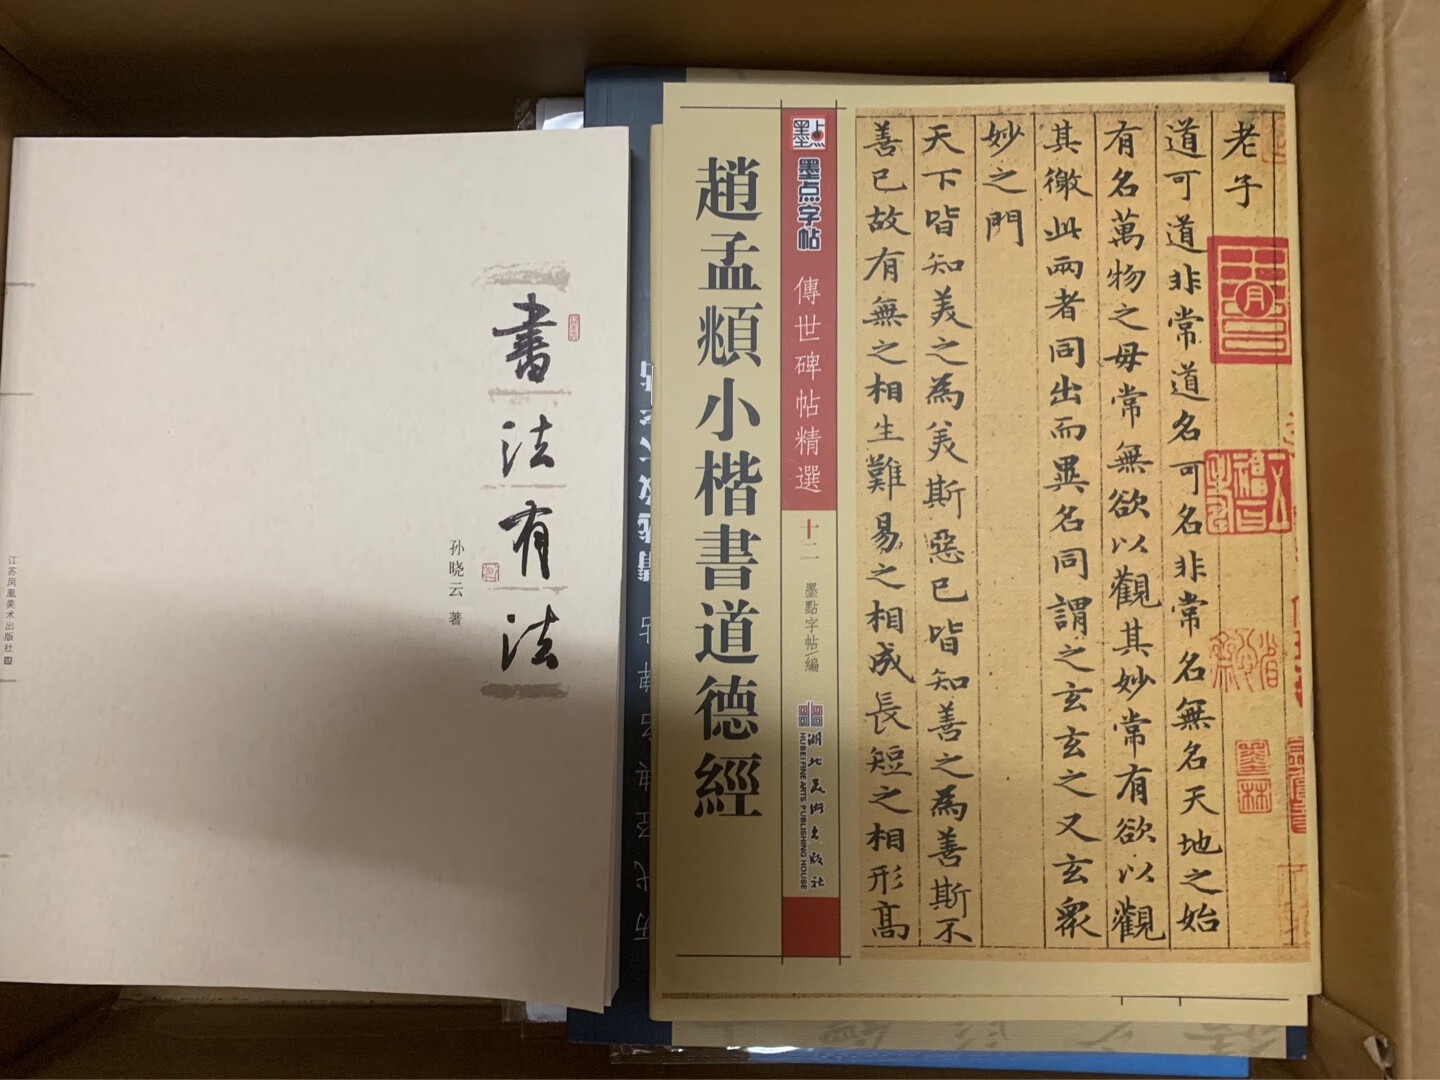 書法有法
孙晓云 著
江苏凤凰美术出版社
趙孟頫小楷書道德經
墨点
墨点字帖
傳世碑帖精選
十二
墨點字帖/編
湖北美術出版社
HUBEI FINE ARTS PUBLISHING HOUSE
老子
道可道非常道名可名非常名無名天地之始
有名萬物之母常無欲以觀其妙常有欲以觀
其徼此兩者同出而異名同謂之玄玄之又玄衆
妙之門
天下皆知美之為美斯惡已皆知善之為善斯不
善已故有無之相生難易之相成長短之相形高
墨林